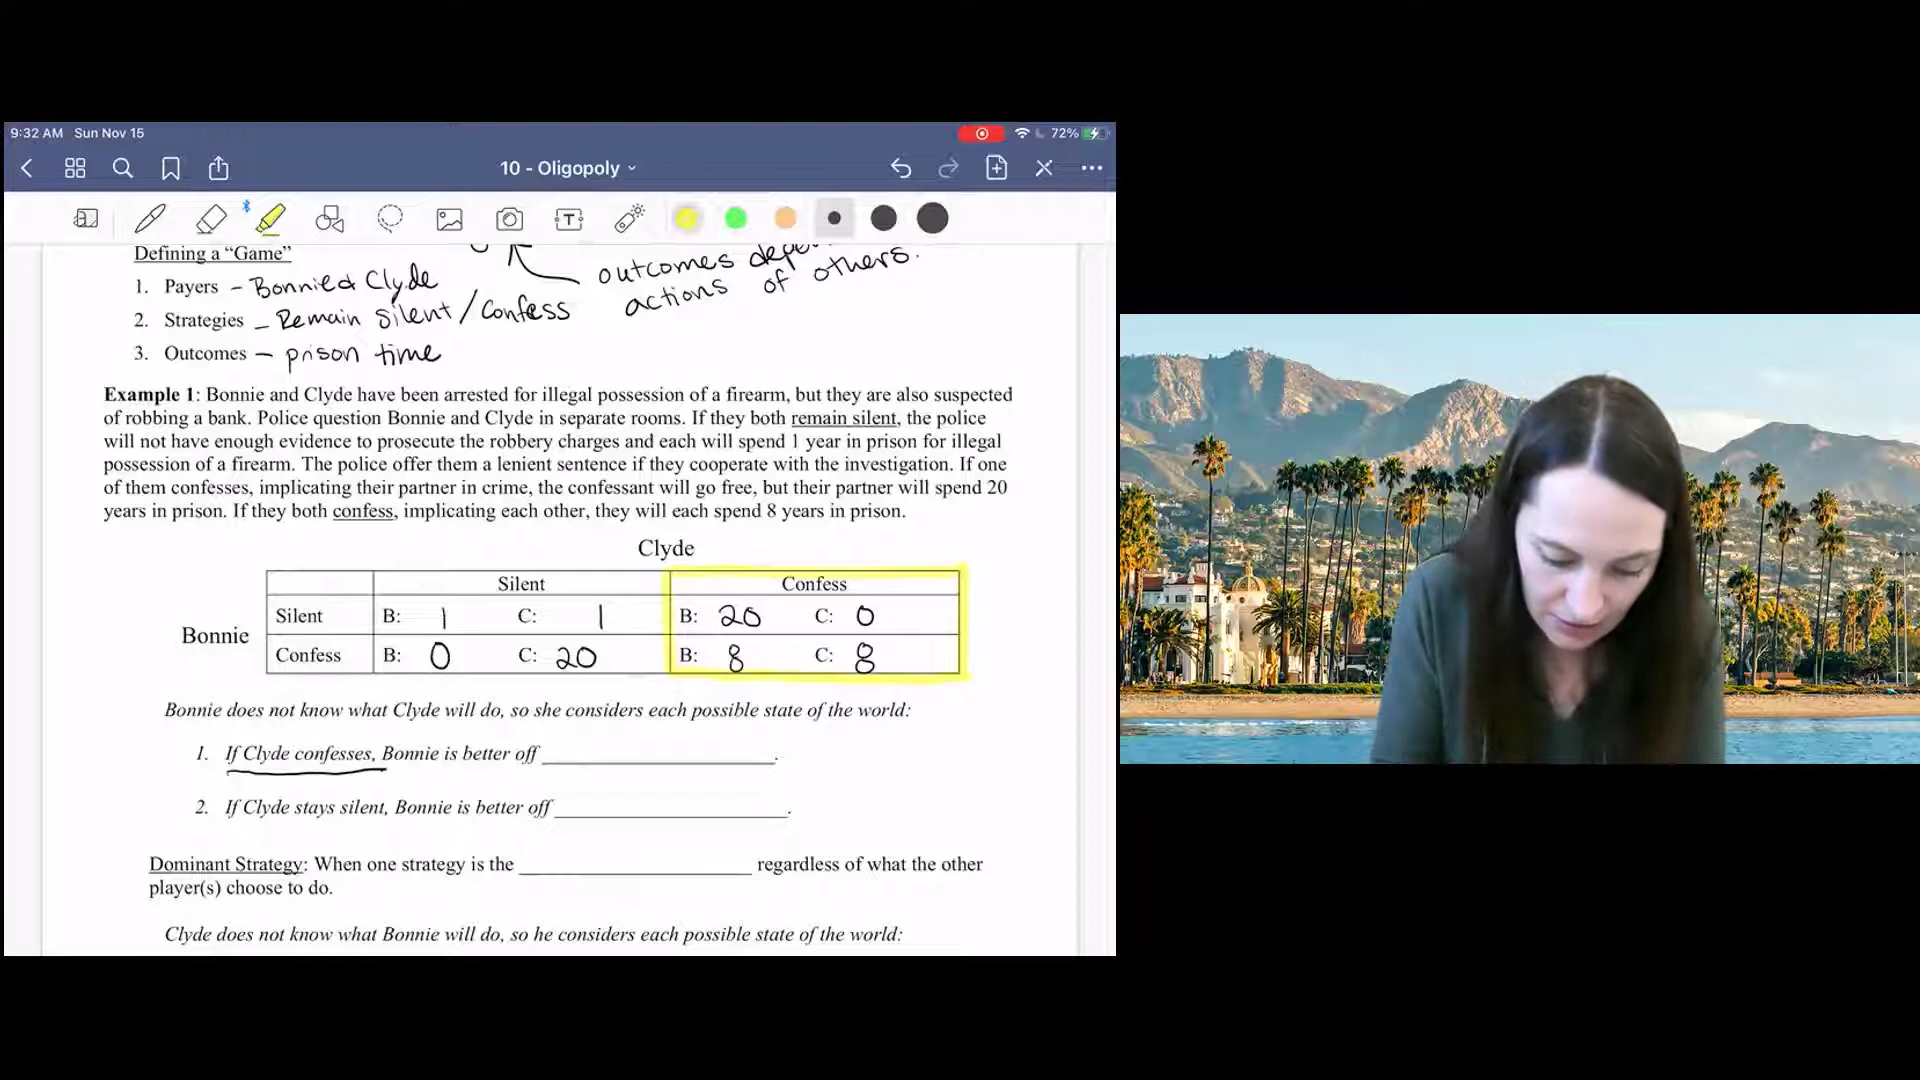 9:32 AM Sun Nov 15
72%
10 - Oligopoly
Defining a “Game”
1. Payers - Bonnie & Clyde
2. Strategies - Remain Silent / Confess
3. Outcomes - prison time
outcomes
actions of others.
Example 1: Bonnie and Clyde have been arrested for illegal possession of a firearm, but they are also suspected
of robbing a bank. Police question Bonnie and Clyde in separate rooms. If they both remain silent, the police
will not have enough evidence to prosecute the robbery charges and each will spend 1 year in prison for illegal
possession of a firearm. The police offer them a lenient sentence if they cooperate with the investigation. If one
of them confesses, implicating their partner in crime, the confessant will go free, but their partner will spend 20
years in prison. If they both confess, implicating each other, they will each spend 8 years in prison.
Clyde
Silent Confess
Silent B: 1 C: 1 B: 20 C: 0
Bonnie
Confess B: 0 C: 20 B: 8 C: 8
Bonnie does not know what Clyde will do, so she considers each possible state of the world:
1. If Clyde confesses, Bonnie is better off ____________________.
2. If Clyde stays silent, Bonnie is better off ____________________.
Dominant Strategy: When one strategy is the ____________________ regardless of what the other
player(s) choose to do.
Clyde does not know what Bonnie will do, so he considers each possible state of the world: